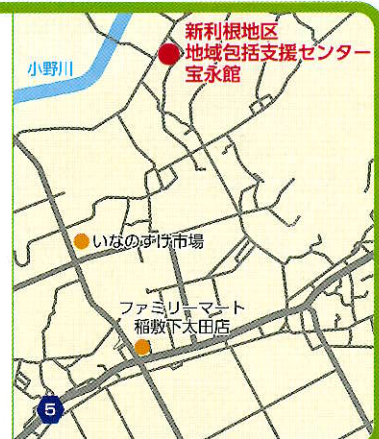 新利根地区
地域包括支援センター
宝永館
小野川
いなのすけ市場
ファミリーマート
稲敷下太田店
5